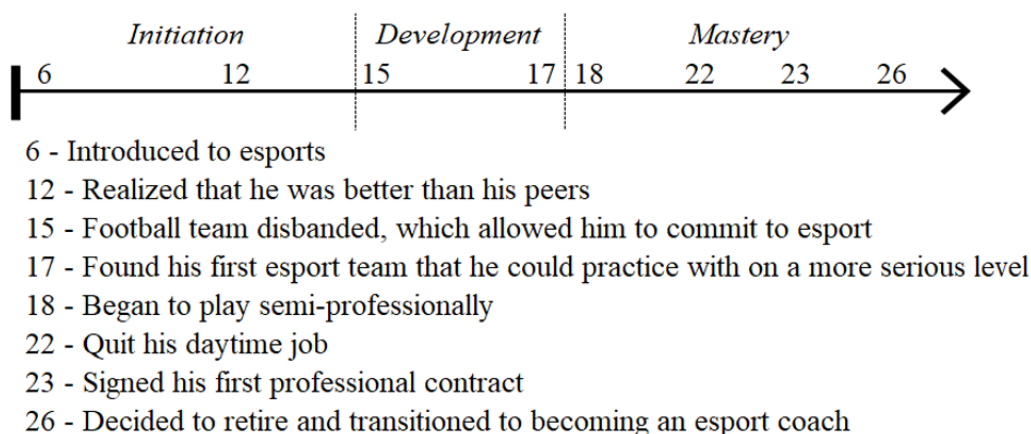 Initiation Development Mastery
6 12 15 17 18 22 23 26
6 - Introduced to esports
12 - Realized that he was better than his peers
15 - Football team disbanded, which allowed him to commit to esport
17 - Found his first esport team that he could practice with on a more serious level
18 - Began to play semi-professionally
22 - Quit his daytime job
23 - Signed his first professional contract
26 - Decided to retire and transitioned to becoming an esport coach